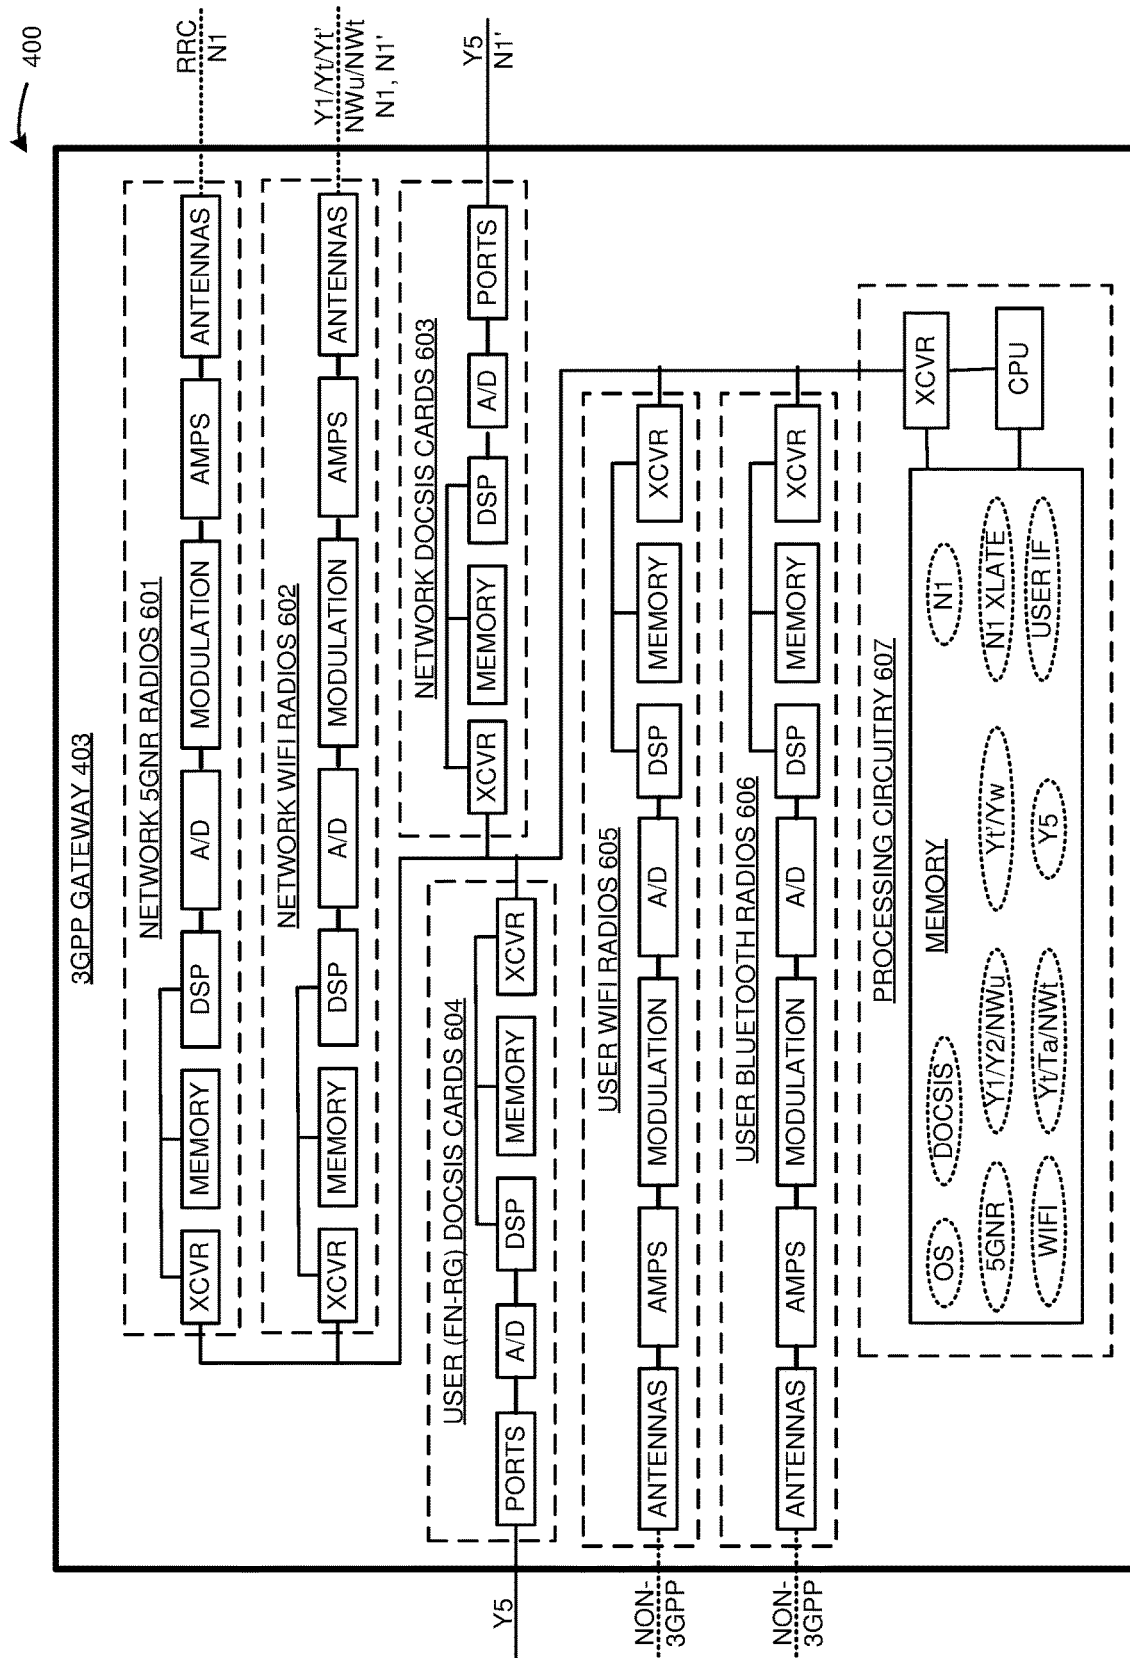 400
3GPP GATEWAY 403
NETWORK 5GNR RADIOS 601
XCVR
MEMORY
DSP
A/D
MODULATION
AMPS
ANTENNAS
RRC
N1
NETWORK WIFI RADIOS 602
XCVR
MEMORY
DSP
A/D
MODULATION
AMPS
ANTENNAS
Y1/Yt/Yt'
NWu/NWt
N1, N1'
NETWORK DOCSIS CARDS 603
XCVR
MEMORY
DSP
A/D
PORTS
Y5
N1'
USER (FN-RG) DOCSIS CARDS 604
Y5
PORTS
A/D
DSP
MEMORY
XCVR
USER WIFI RADIOS 605
NON-
3GPP
ANTENNAS
AMPS
MODULATION
A/D
DSP
MEMORY
XCVR
USER BLUETOOTH RADIOS 606
NON-
3GPP
ANTENNAS
AMPS
MODULATION
A/D
DSP
MEMORY
XCVR
PROCESSING CIRCUITRY 607
MEMORY
OS
DOCSIS
N1
5GNR
Y1/Y2/NWu
Yt'/Yw
N1 XLATE
WIFI
Yt/Ta/NWt
Y5
USER IF
XCVR
CPU